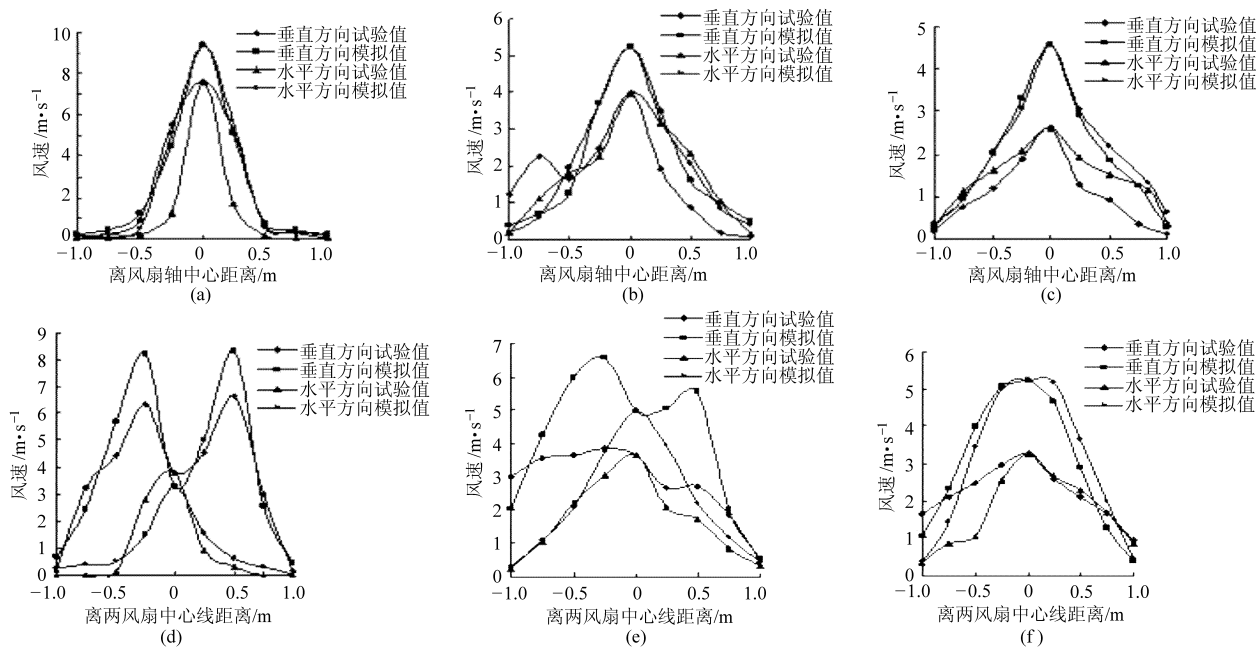 垂直方向试验值
垂直方向模拟值
水平方向试验值
水平方向模拟值
10
8
6
4
2
0
风速/m·s⁻¹
−1.0 −0.5 0 0.5 1.0
离风扇轴中心距离/m
(a)
垂直方向试验值
垂直方向模拟值
水平方向试验值
水平方向模拟值
6
5
4
3
2
1
0
风速/m·s⁻¹
−1.0 −0.5 0 0.5 1.0
离风扇轴中心距离/m
(b)
垂直方向试验值
垂直方向模拟值
水平方向试验值
水平方向模拟值
5
4
3
2
1
0
风速/m·s⁻¹
−1.0 −0.5 0 0.5 1.0
离风扇轴中心距离/m
(c)
垂直方向试验值
垂直方向模拟值
水平方向试验值
水平方向模拟值
9
8
7
6
5
4
3
2
1
0
风速/m·s⁻¹
−1.0 −0.5 0 0.5 1.0
离两风扇中心线距离/m
(d)
垂直方向试验值
垂直方向模拟值
水平方向试验值
水平方向模拟值
7
6
5
4
3
2
1
0
风速/m·s⁻¹
−1.0 −0.5 0 0.5 1.0
离两风扇中心线距离/m
(e)
垂直方向试验值
垂直方向模拟值
水平方向试验值
水平方向模拟值
6
5
4
3
2
1
0
风速/m·s⁻¹
−1.0 −0.5 0 0.5 1.0
离两风扇中心线距离/m
(f)